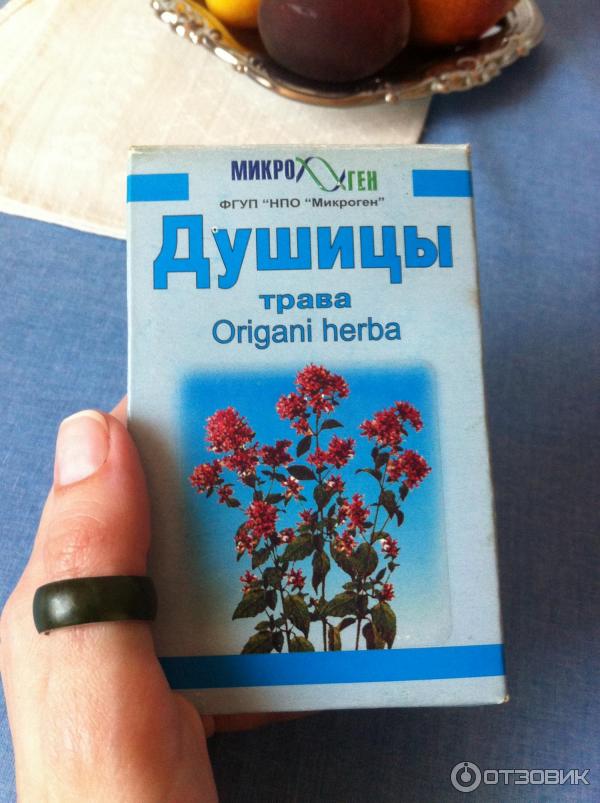 МИКРОГЕН
ФГУП "НПО "Микроген"
Душицы
трава
Origani herba
ОТЗОВИК